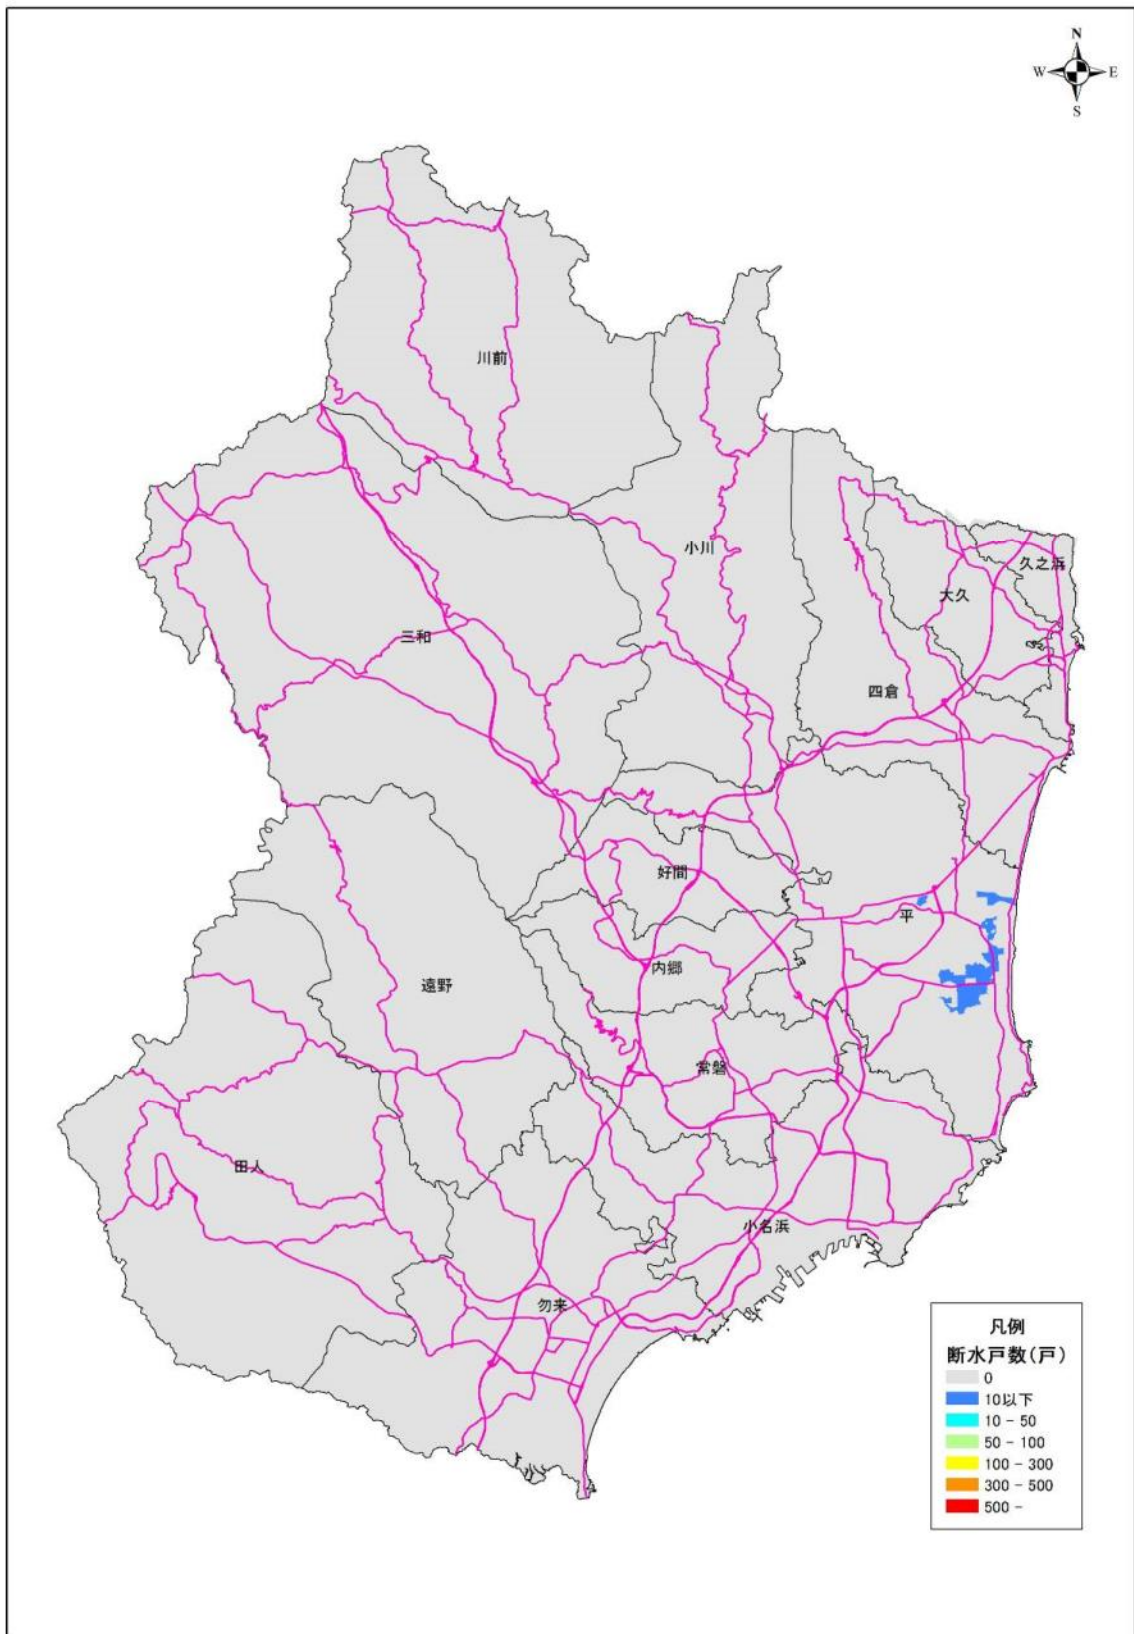 N
W E
S
川前
小川
久之浜
大久
三和
四倉
好間
平
内郷
遠野
常磐
田人
小名浜
勿来
凡例
断水戸数(戸)
0
10以下
10 - 50
50 - 100
100 - 300
300 - 500
500 -